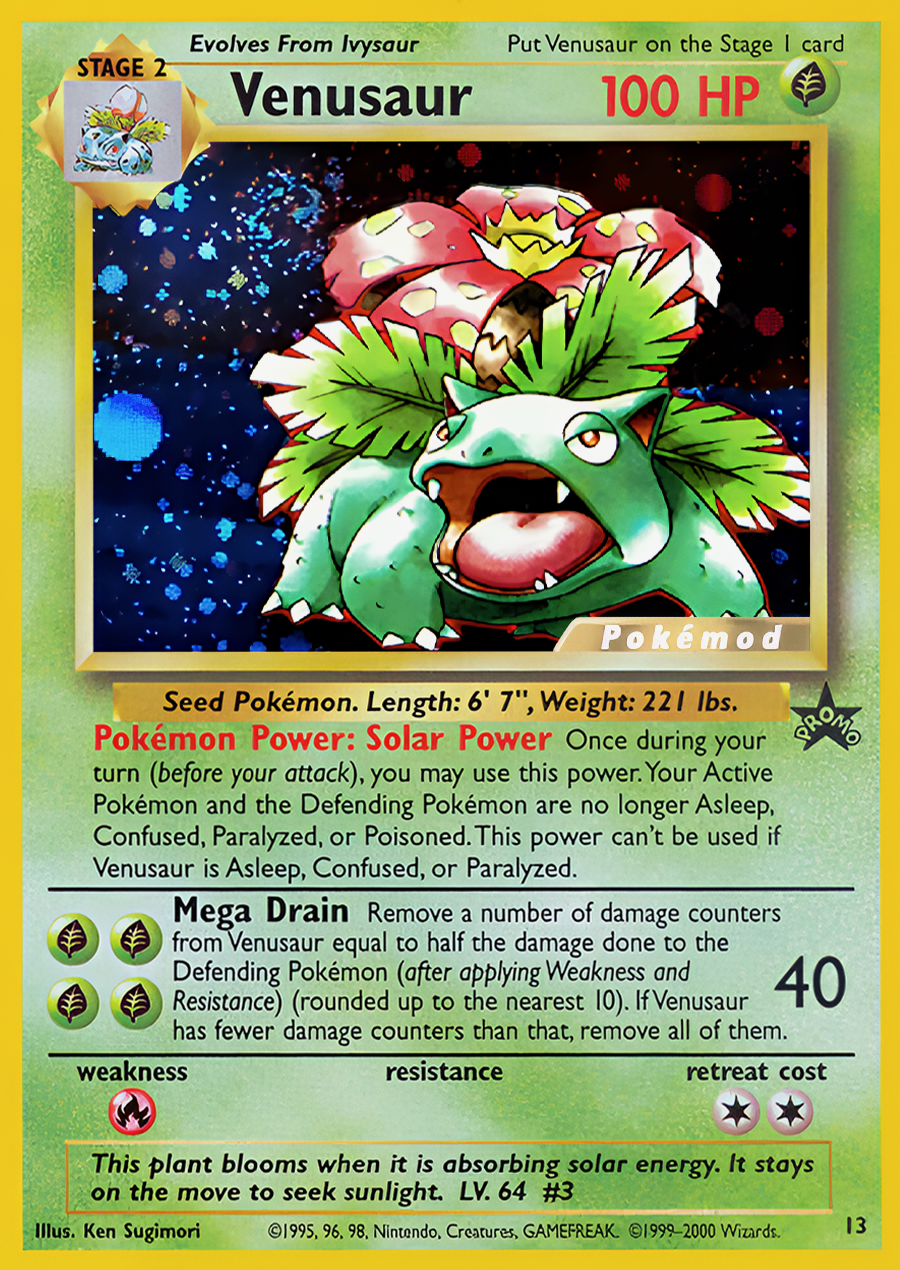 Evolves From Ivysaur
Put Venusaur on the Stage 1 card
STAGE 2
Venusaur
100 HP
Pokémod
Seed Pokémon. Length: 6' 7", Weight: 221 lbs.
PROMO
Pokémon Power: Solar Power Once during your
turn (before your attack), you may use this power. Your Active
Pokémon and the Defending Pokémon are no longer Asleep,
Confused, Paralyzed, or Poisoned. This power can't be used if
Venusaur is Asleep, Confused, or Paralyzed.
Mega Drain Remove a number of damage counters
from Venusaur equal to half the damage done to the
Defending Pokémon (after applying Weakness and
Resistance) (rounded up to the nearest 10). If Venusaur
has fewer damage counters than that, remove all of them.
40
weakness
resistance
retreat cost
This plant blooms when it is absorbing solar energy. It stays
on the move to seek sunlight. LV. 64 #3
Illus. Ken Sugimori
©1995, 96, 98, Nintendo, Creatures, GAMEFREAK. ©1999–2000 Wizards.
13